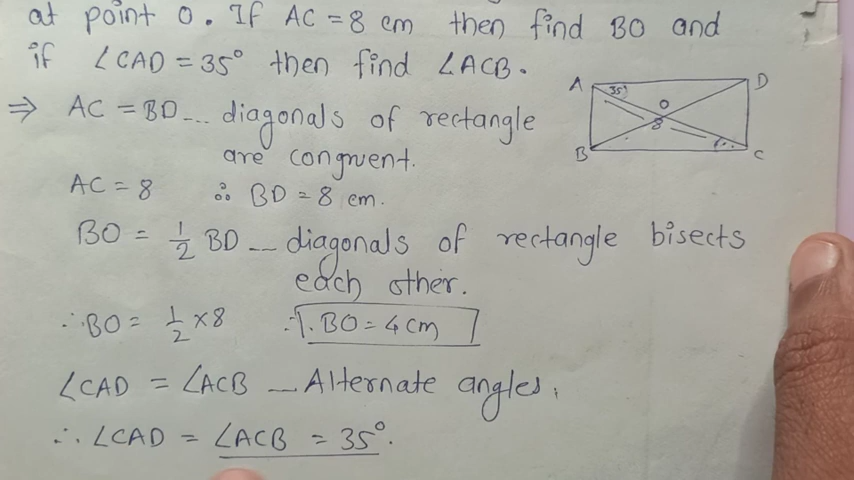 at point O. If AC = 8 cm then find BO and
if ∠CAD = 35° then find ∠ACB.
⇒ AC = BD --- diagonals of rectangle
are congruent.
A 35° D
O
8
B C
AC = 8 ∴ BD = 8 cm.
BO = 1/2 BD --- diagonals of rectangle bisects
each other.
∴ BO = 1/2 × 8 ∴ BO = 4 cm
∠CAD = ∠ACB — Alternate angles.
∴ ∠CAD = ∠ACB = 35°.